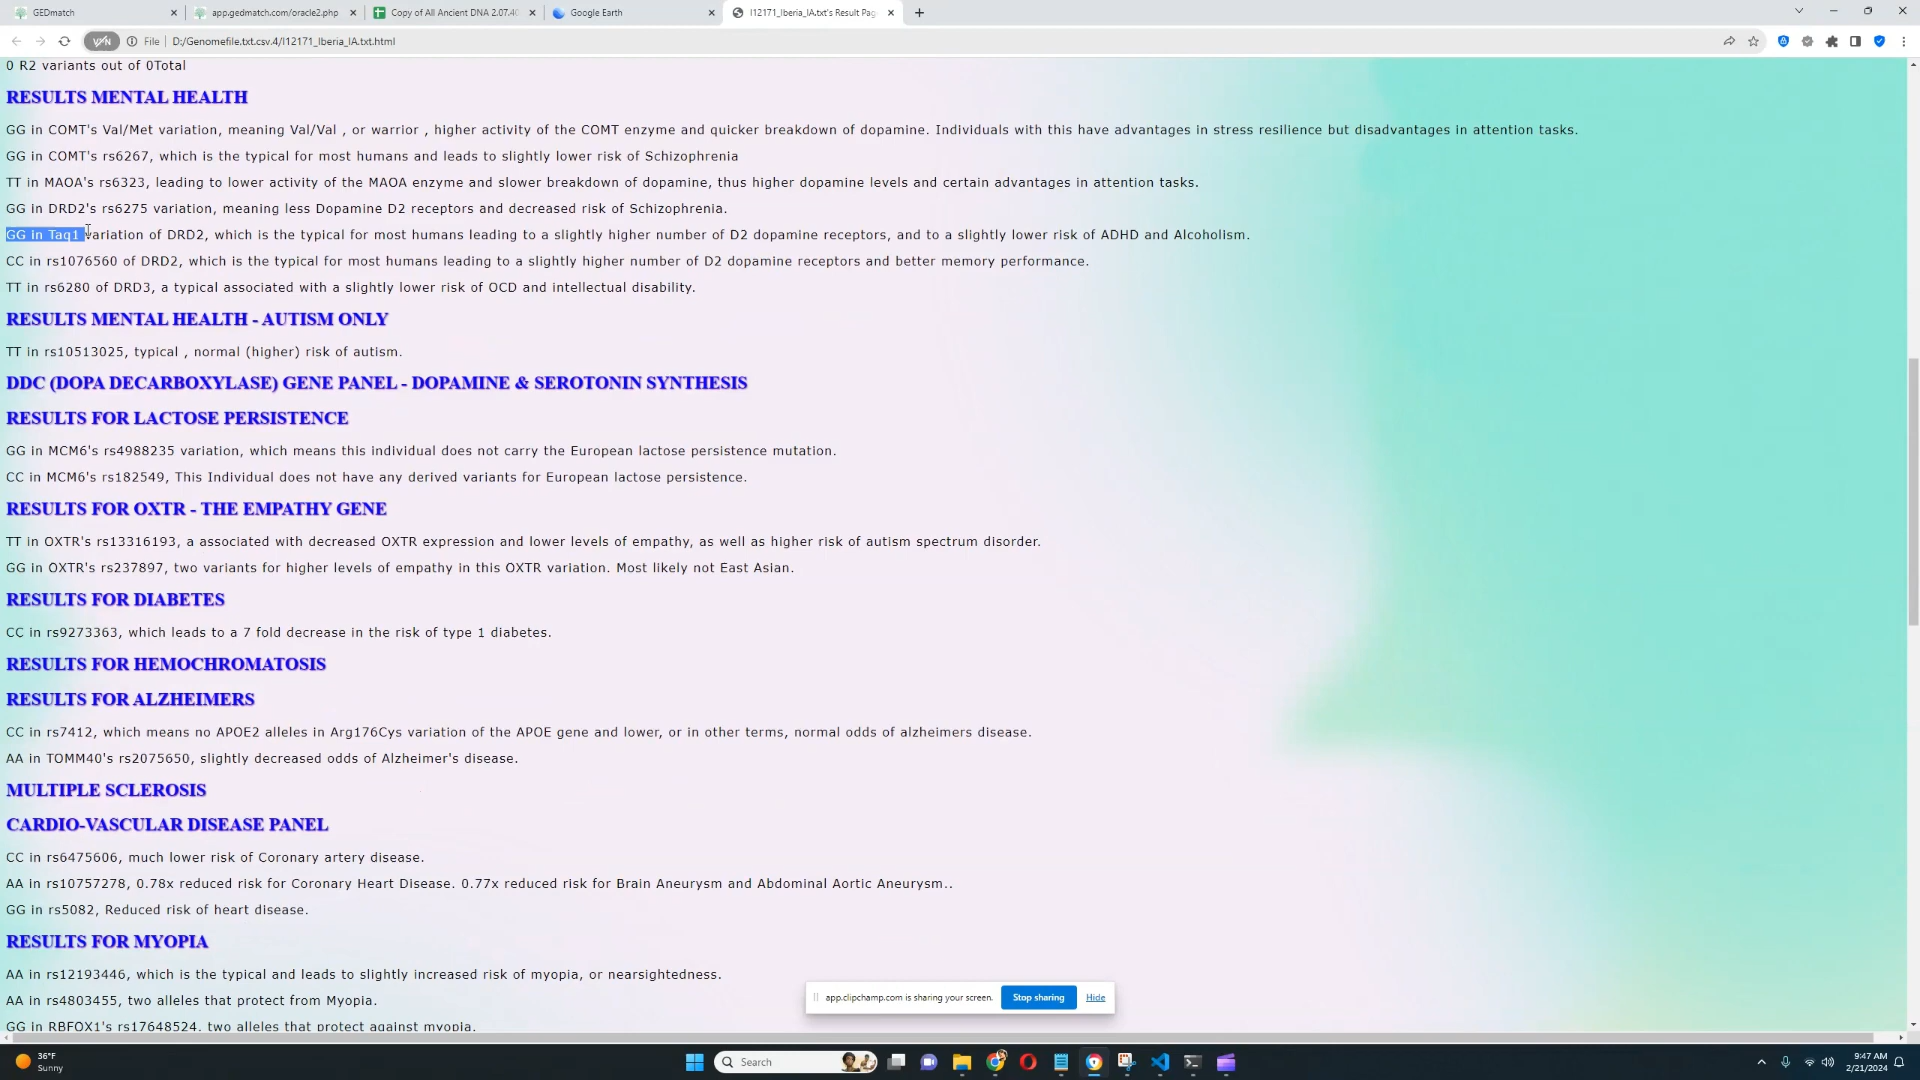 GEDmatch
app.gedmatch.com/oracle2.php
Copy of All Ancient DNA 2.07.40
Google Earth
I12171_Iberia_IA.txt's Result Pag
VPN
File
D:/Genomefile.txt.csv.4/I12171_Iberia_IA.txt.html
0 R2 variants out of 0Total
RESULTS MENTAL HEALTH
GG in COMT's Val/Met variation, meaning Val/Val , or warrior , higher activity of the COMT enzyme and quicker breakdown of dopamine. Individuals with this have advantages in stress resilience but disadvantages in attention tasks.
GG in COMT's rs6267, which is the typical for most humans and leads to slightly lower risk of Schizophrenia
TT in MAOA's rs6323, leading to lower activity of the MAOA enzyme and slower breakdown of dopamine, thus higher dopamine levels and certain advantages in attention tasks.
GG in DRD2's rs6275 variation, meaning less Dopamine D2 receptors and decreased risk of Schizophrenia.
GG in Taq1 variation of DRD2, which is the typical for most humans leading to a slightly higher number of D2 dopamine receptors, and to a slightly lower risk of ADHD and Alcoholism.
CC in rs1076560 of DRD2, which is the typical for most humans leading to a slightly higher number of D2 dopamine receptors and better memory performance.
TT in rs6280 of DRD3, a typical associated with a slightly lower risk of OCD and intellectual disability.
RESULTS MENTAL HEALTH - AUTISM ONLY
TT in rs10513025, typical , normal (higher) risk of autism.
DDC (DOPA DECARBOXYLASE) GENE PANEL - DOPAMINE & SEROTONIN SYNTHESIS
RESULTS FOR LACTOSE PERSISTENCE
GG in MCM6's rs4988235 variation, which means this individual does not carry the European lactose persistence mutation.
CC in MCM6's rs182549, This Individual does not have any derived variants for European lactose persistence.
RESULTS FOR OXTR - THE EMPATHY GENE
TT in OXTR's rs13316193, a associated with decreased OXTR expression and lower levels of empathy, as well as higher risk of autism spectrum disorder.
GG in OXTR's rs237897, two variants for higher levels of empathy in this OXTR variation. Most likely not East Asian.
RESULTS FOR DIABETES
CC in rs9273363, which leads to a 7 fold decrease in the risk of type 1 diabetes.
RESULTS FOR HEMOCHROMATOSIS
RESULTS FOR ALZHEIMERS
CC in rs7412, which means no APOE2 alleles in Arg176Cys variation of the APOE gene and lower, or in other terms, normal odds of alzheimers disease.
AA in TOMM40's rs2075650, slightly decreased odds of Alzheimer's disease.
MULTIPLE SCLEROSIS
CARDIO-VASCULAR DISEASE PANEL
CC in rs6475606, much lower risk of Coronary artery disease.
AA in rs10757278, 0.78x reduced risk for Coronary Heart Disease. 0.77x reduced risk for Brain Aneurysm and Abdominal Aortic Aneurysm..
GG in rs5082, Reduced risk of heart disease.
RESULTS FOR MYOPIA
AA in rs12193446, which is the typical and leads to slightly increased risk of myopia, or nearsightedness.
AA in rs4803455, two alleles that protect from Myopia.
GG in RBFOX1's rs17648524, two alleles that protect against myopia.
app.clipchamp.com is sharing your screen.
Stop sharing
Hide
36°F
Sunny
Search
9:47 AM
2/21/2024